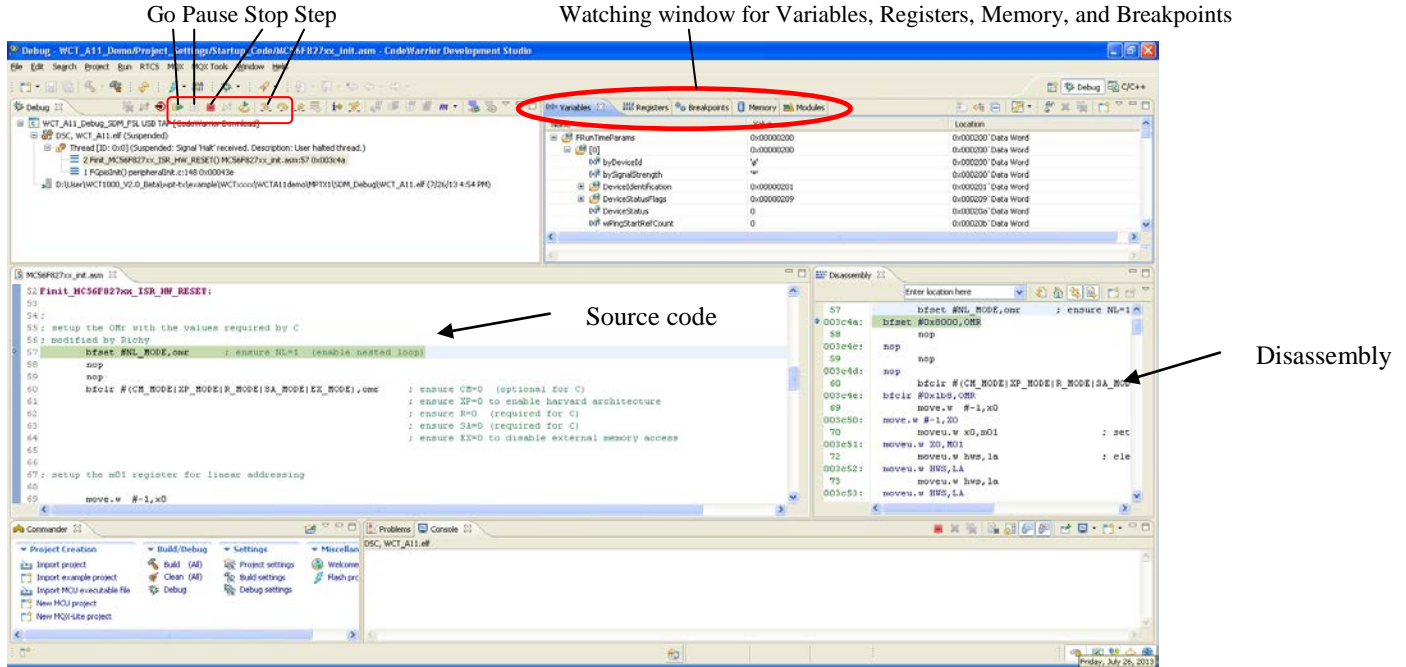 Go Pause Stop Step
Watching window for Variables, Registers, Memory, and Breakpoints
Debug - WCT_A11_Demo/Project_Settings/Startup_Code/MC56F827xx_init.asm - CodeWarrior Development Studio
File Edit Search Project Run RTCS MQX MQX Tools Window Help
Debug C/C++
Debug
WCT_A11_Debug_SDM_FSL USB TAP [CodeWarrior Download]
DSC, WCT_A11.elf (Suspended)
Thread [ID: 0x0] (Suspended: Signal 'Halt' received. Description: User halted thread.)
2 Finit_MC56F827xx_ISR_HW_RESET() MC56F827xx_init.asm:57 0x003c4a
1 FGpioInit() peripheralInit.c:148 0x00043e
(7/26/13 4:54 PM)
Variables Registers Breakpoints Memory Modules
Name Value Location
FRunTimeParams 0x00000200 0x000200`Data Word
[0] 0x00000200 0x000200`Data Word
byDeviceId 0x000200`Data Word
bySignalStrength 0x000200`Data Word
DeviceIdentification 0x00000201 0x000201`Data Word
DeviceStatusFlags 0x00000209 0x000209`Data Word
DeviceStatus 0 0x00020a`Data Word
wPingStartRefCount 0 0x00020b`Data Word
MC56F827xx_init.asm
52 Finit_MC56F827xx_ISR_HW_RESET:
53
54 ;
55 ; setup the OMr with the values required by C
56 ; modified by Richy
57 bfset #NL_MODE,omr ; ensure NL=1 (enable nested loop)
58 nop
59 nop
60 bfclr #(CM_MODE|XP_MODE|R_MODE|SA_MODE|EX_MODE),omr ; ensure CM=0 (optional for C)
61 ; ensure XP=0 to enable harvard architecture
62 ; ensure R=0 (required for C)
63 ; ensure SA=0 (required for C)
64 ; ensure EX=0 to disable external memory access
65
66
67 ; setup the m01 register for linear addressing
68
69 move.w #-1,x0
Source code
Disassembly
Enter location here
57 bfset #NL_MODE,omr ; ensure NL=1
003c4a: bfset #0x8000,OMR
58 nop
003c4c: nop
59 nop
003c4d: nop
60 bfclr #(CM_MODE|XP_MODE|R_MODE|SA_MOD
003c4e: bfclr #0x1b8,OMR
69 move.w #-1,x0
003c50: move.w #-1,X0
70 moveu.w x0,m01 ; set
003c51: moveu.w X0,M01
72 moveu.w hws,la ; cle
003c52: moveu.w HWS,LA
73 moveu.w hws,la
003c53: moveu.w HWS,LA
Disassembly
Commander
Project Creation Build/Debug Settings Miscellan
Import project Build (All) Project settings Welcome
Import example project Clean (All) Build settings Flash pro
Import MCU executable file Debug Debug settings
New MCU project
New MQX-Lite project
Problems Console
DSC, WCT_A11.elf
Friday, July 26, 2013